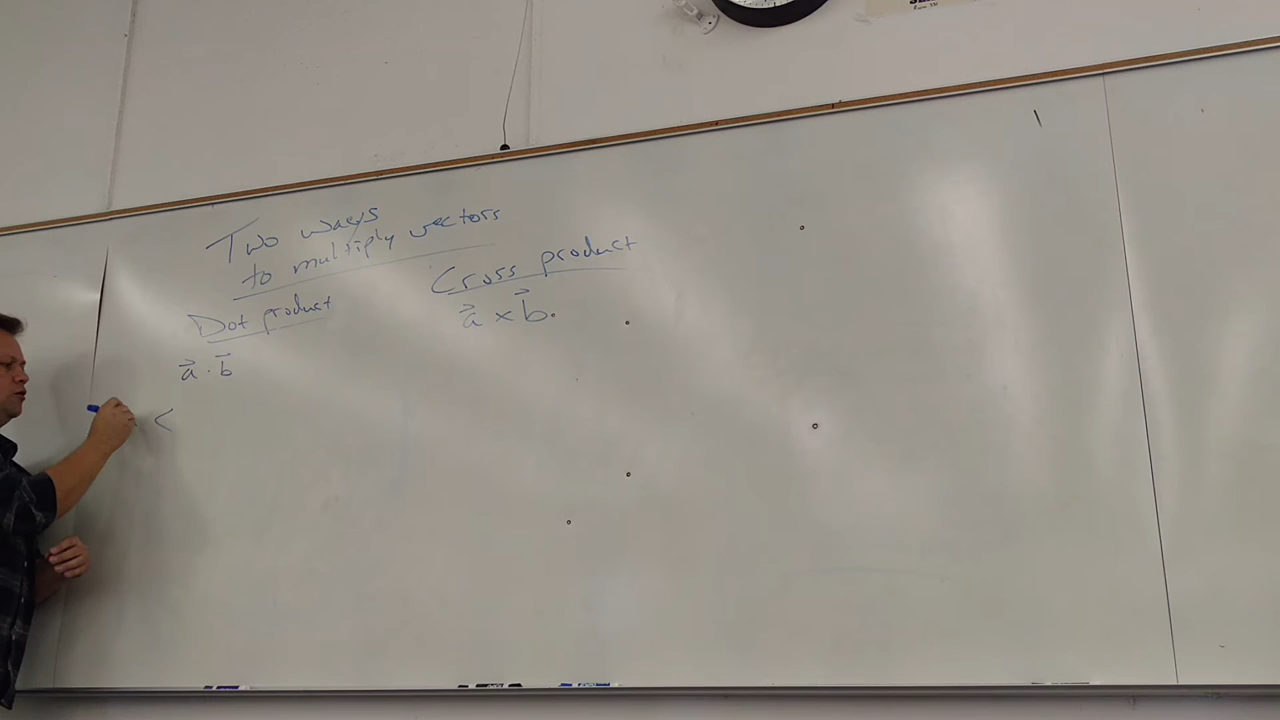 Two ways
to multiply vectors
Dot product
a⃗ · b⃗
<
Cross product
a⃗ × b⃗.